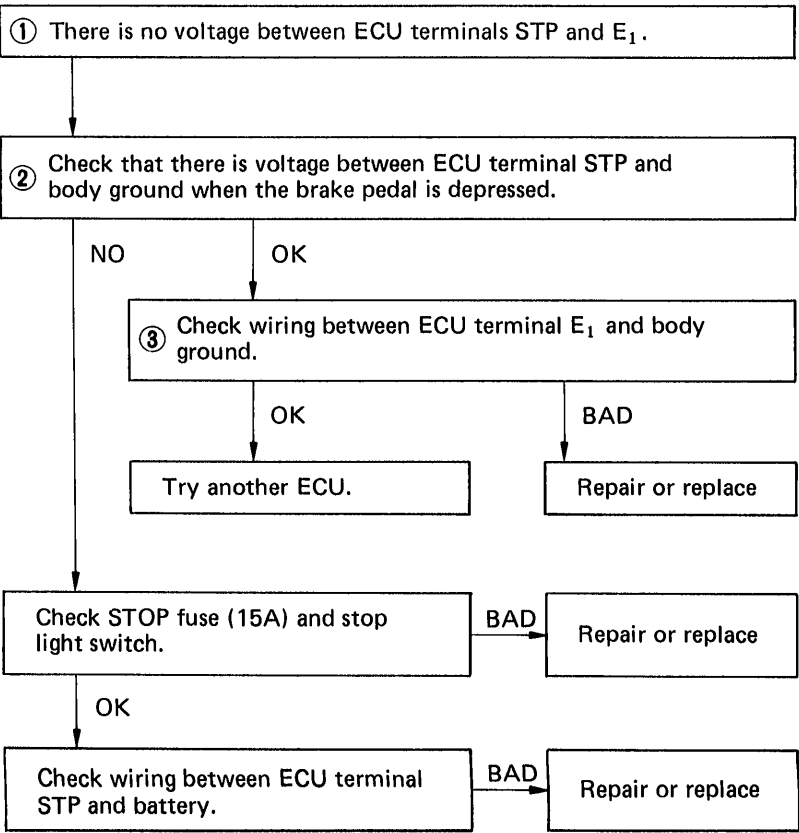 ① There is no voltage between ECU terminals STP and E₁.
② Check that there is voltage between ECU terminal STP and
body ground when the brake pedal is depressed.
NO
OK
③ Check wiring between ECU terminal E₁ and body
ground.
OK
BAD
Try another ECU.
Repair or replace
Check STOP fuse (15A) and stop
light switch.
BAD
Repair or replace
OK
Check wiring between ECU terminal
STP and battery.
BAD
Repair or replace